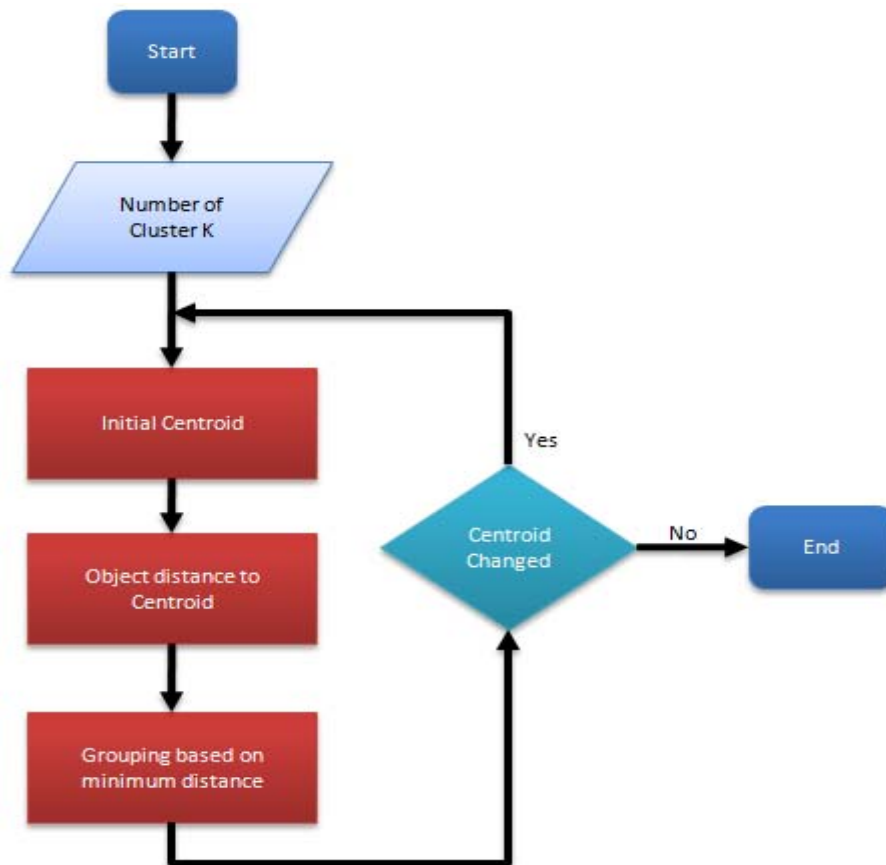 Start
Number of
Cluster K
Initial Centroid
Object distance to
Centroid
Grouping based on
minimum distance
Yes
Centroid
Changed
No
End